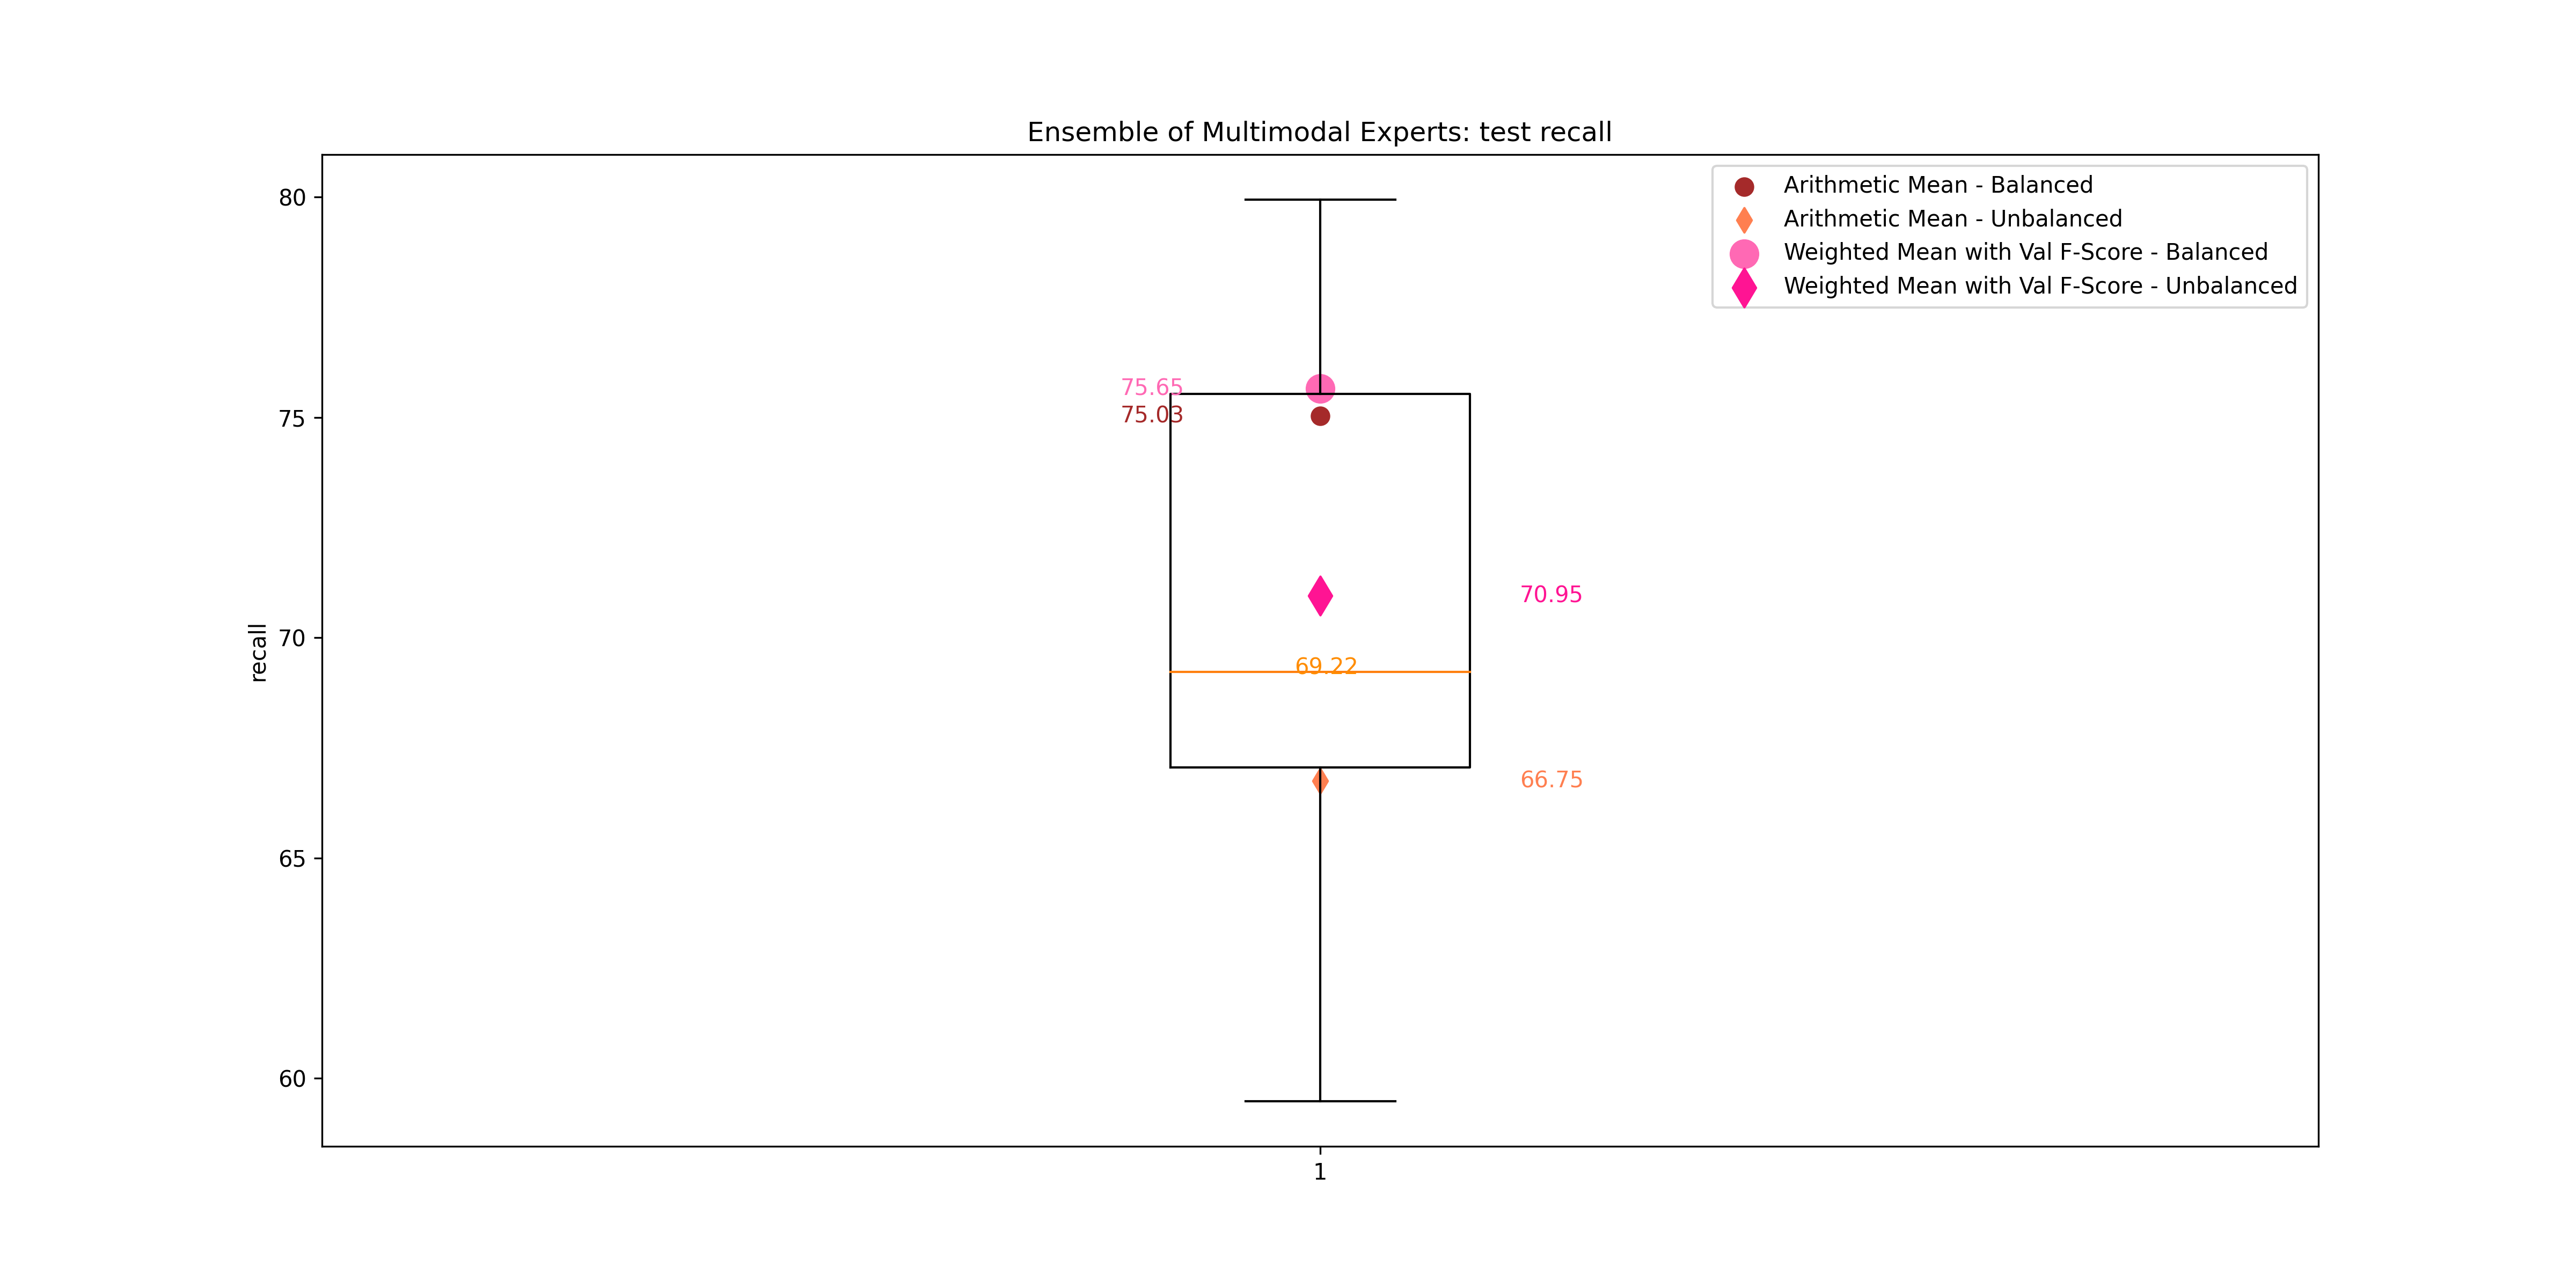 Ensemble of Multimodal Experts: test recall
80
75
70
65
60
recall
1
Arithmetic Mean - Balanced
Arithmetic Mean - Unbalanced
Weighted Mean with Val F-Score - Balanced
Weighted Mean with Val F-Score - Unbalanced
75.65
75.03
70.95
69.22
66.75